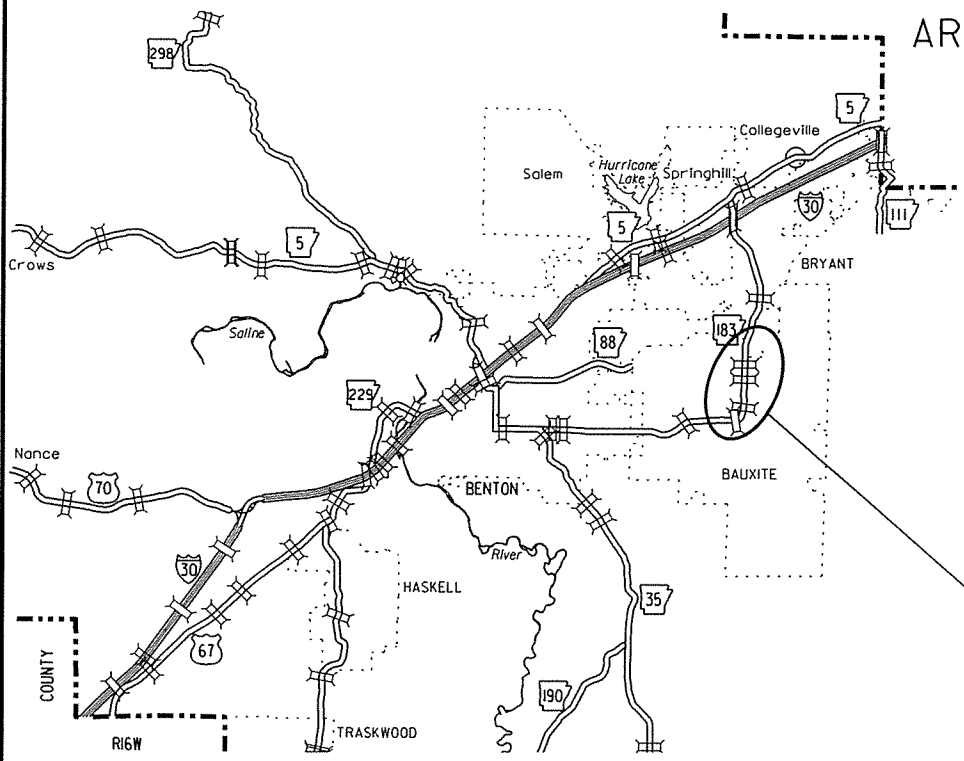 AR
298
5
Collegeville
Salem
Hurricane
Lake
Springhill
30
111
5
5
Crows
BRYANT
Saline
183
88
229
Nance
70
BENTON
BAUXITE
River
30
HASKELL
35
67
COUNTY
190
TRASKWOOD
R16W